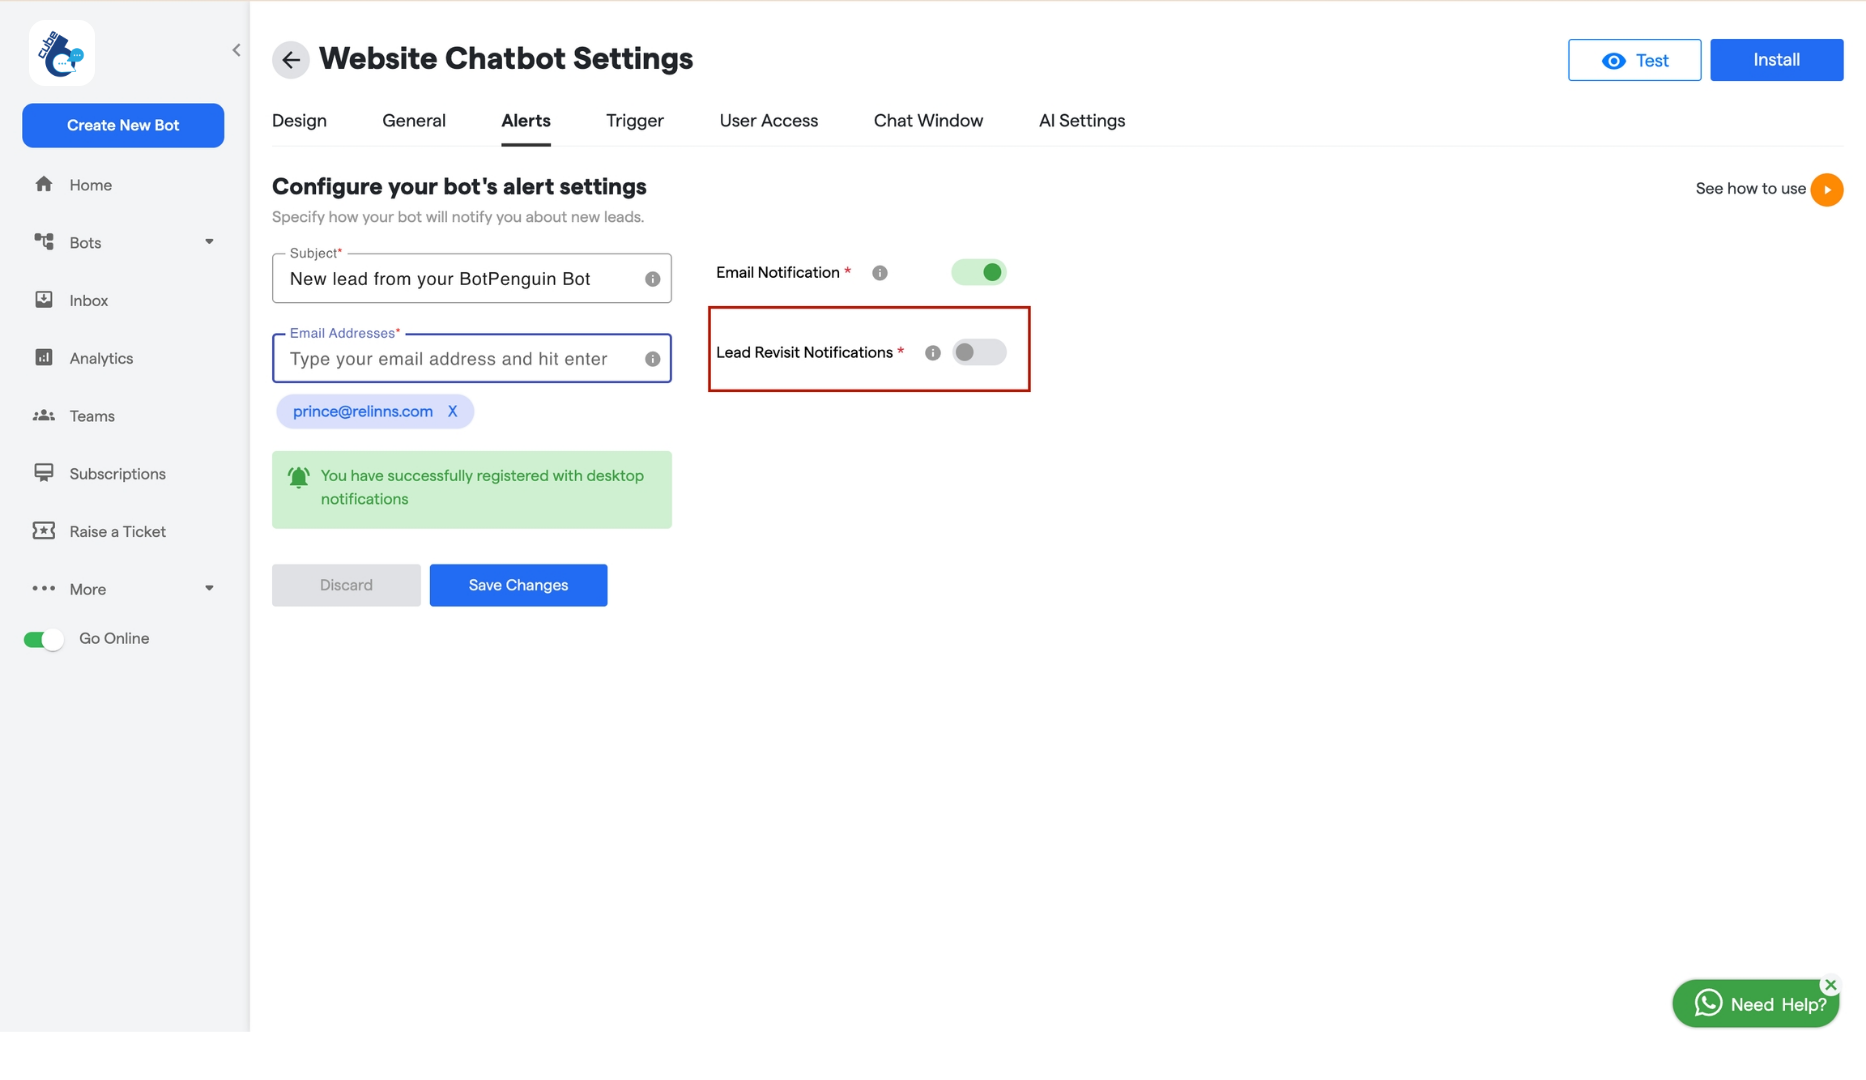 cube
Create New Bot
Home
Bots
Inbox
Analytics
Teams
Subscriptions
Raise a Ticket
More
Go Online
Website Chatbot Settings
Test
Install
Design
General
Alerts
Trigger
User Access
Chat Window
AI Settings
Configure your bot's alert settings
See how to use
Specify how your bot will notify you about new leads.
Subject*
New lead from your BotPenguin Bot
Email Notification *
Email Addresses*
Type your email address and hit enter
Lead Revisit Notifications *
prince@relinns.com X
You have successfully registered with desktop
notifications
Discard
Save Changes
Need Help?